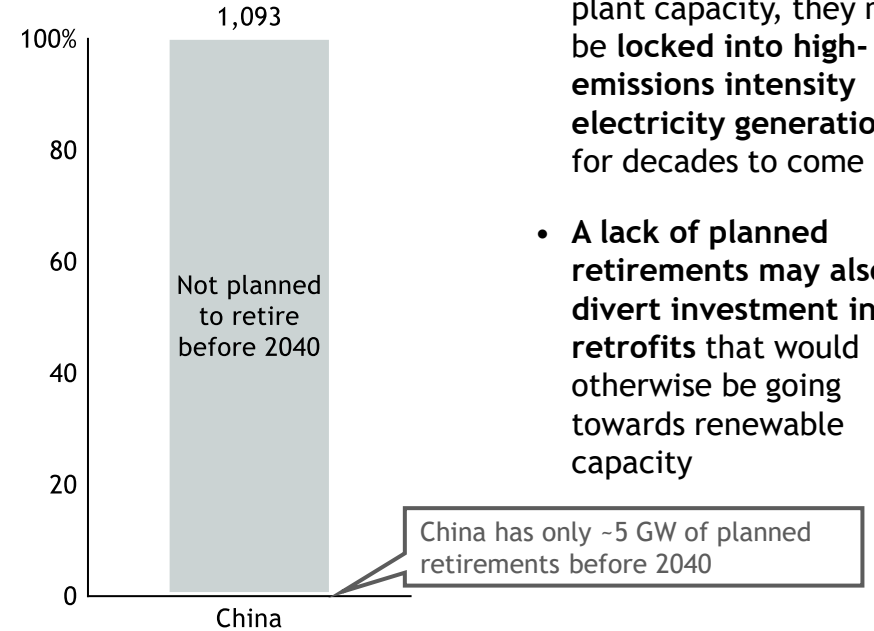 1,093
100%
80
60
40
20
0
Not planned
to retire
before 2040
China
China has only ~5 GW of planned
retirements before 2040
plant capacity, they
be locked into high-
emissions intensity
electricity generatio
for decades to come
• A lack of planned
retirements may als
divert investment in
retrofits that would
otherwise be going
towards renewable
capacity